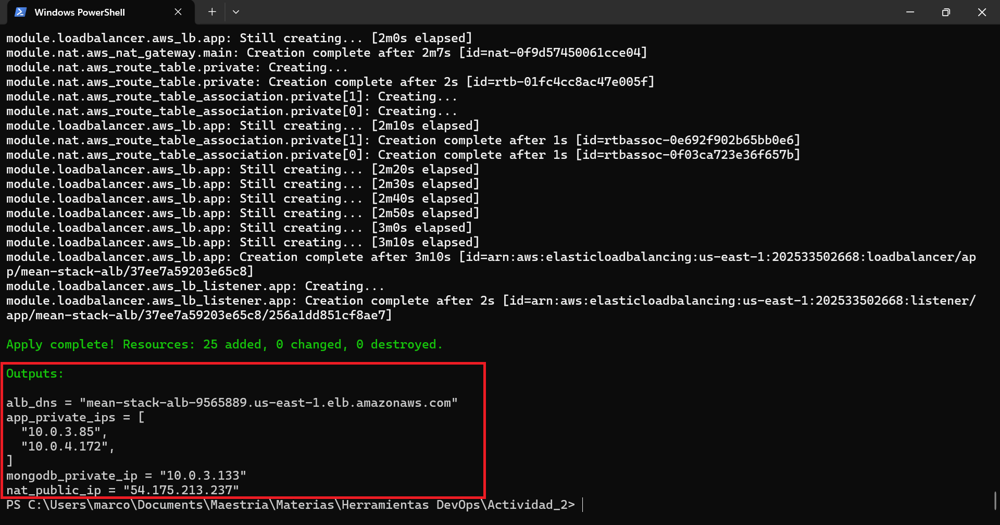 Windows PowerShell
module.loadbalancer.aws_lb.app: Still creating... [2m0s elapsed]
module.nat.aws_nat_gateway.main: Creation complete after 2m7s [id=nat-0f9d57450061cce04]
module.nat.aws_route_table.private: Creating...
module.nat.aws_route_table.private: Creation complete after 2s [id=rtb-01fc4cc8ac47e005f]
module.nat.aws_route_table_association.private[1]: Creating...
module.nat.aws_route_table_association.private[0]: Creating...
module.loadbalancer.aws_lb.app: Still creating... [2m10s elapsed]
module.nat.aws_route_table_association.private[1]: Creation complete after 1s [id=rtbassoc-0e692f902b65bb0e6]
module.nat.aws_route_table_association.private[0]: Creation complete after 1s [id=rtbassoc-0f03ca723e36f657b]
module.loadbalancer.aws_lb.app: Still creating... [2m20s elapsed]
module.loadbalancer.aws_lb.app: Still creating... [2m30s elapsed]
module.loadbalancer.aws_lb.app: Still creating... [2m40s elapsed]
module.loadbalancer.aws_lb.app: Still creating... [2m50s elapsed]
module.loadbalancer.aws_lb.app: Still creating... [3m0s elapsed]
module.loadbalancer.aws_lb.app: Still creating... [3m10s elapsed]
module.loadbalancer.aws_lb.app: Creation complete after 3m10s [id=arn:aws:elasticloadbalancing:us-east-1:202533502668:loadbalancer/ap
p/mean-stack-alb/37ee7a59203e65c8]
module.loadbalancer.aws_lb_listener.app: Creating...
module.loadbalancer.aws_lb_listener.app: Creation complete after 2s [id=arn:aws:elasticloadbalancing:us-east-1:202533502668:listener/
app/mean-stack-alb/37ee7a59203e65c8/256a1dd851cf8ae7]
Apply complete! Resources: 25 added, 0 changed, 0 destroyed.
Outputs:
alb_dns = "mean-stack-alb-9565889.us-east-1.elb.amazonaws.com"
app_private_ips = [
  "10.0.3.85",
  "10.0.4.172",
]
mongodb_private_ip = "10.0.3.133"
nat_public_ip = "54.175.213.237"
PS C:\Users\marco\Documents\Maestria\Materias\Herramientas DevOps\Actividad_2>